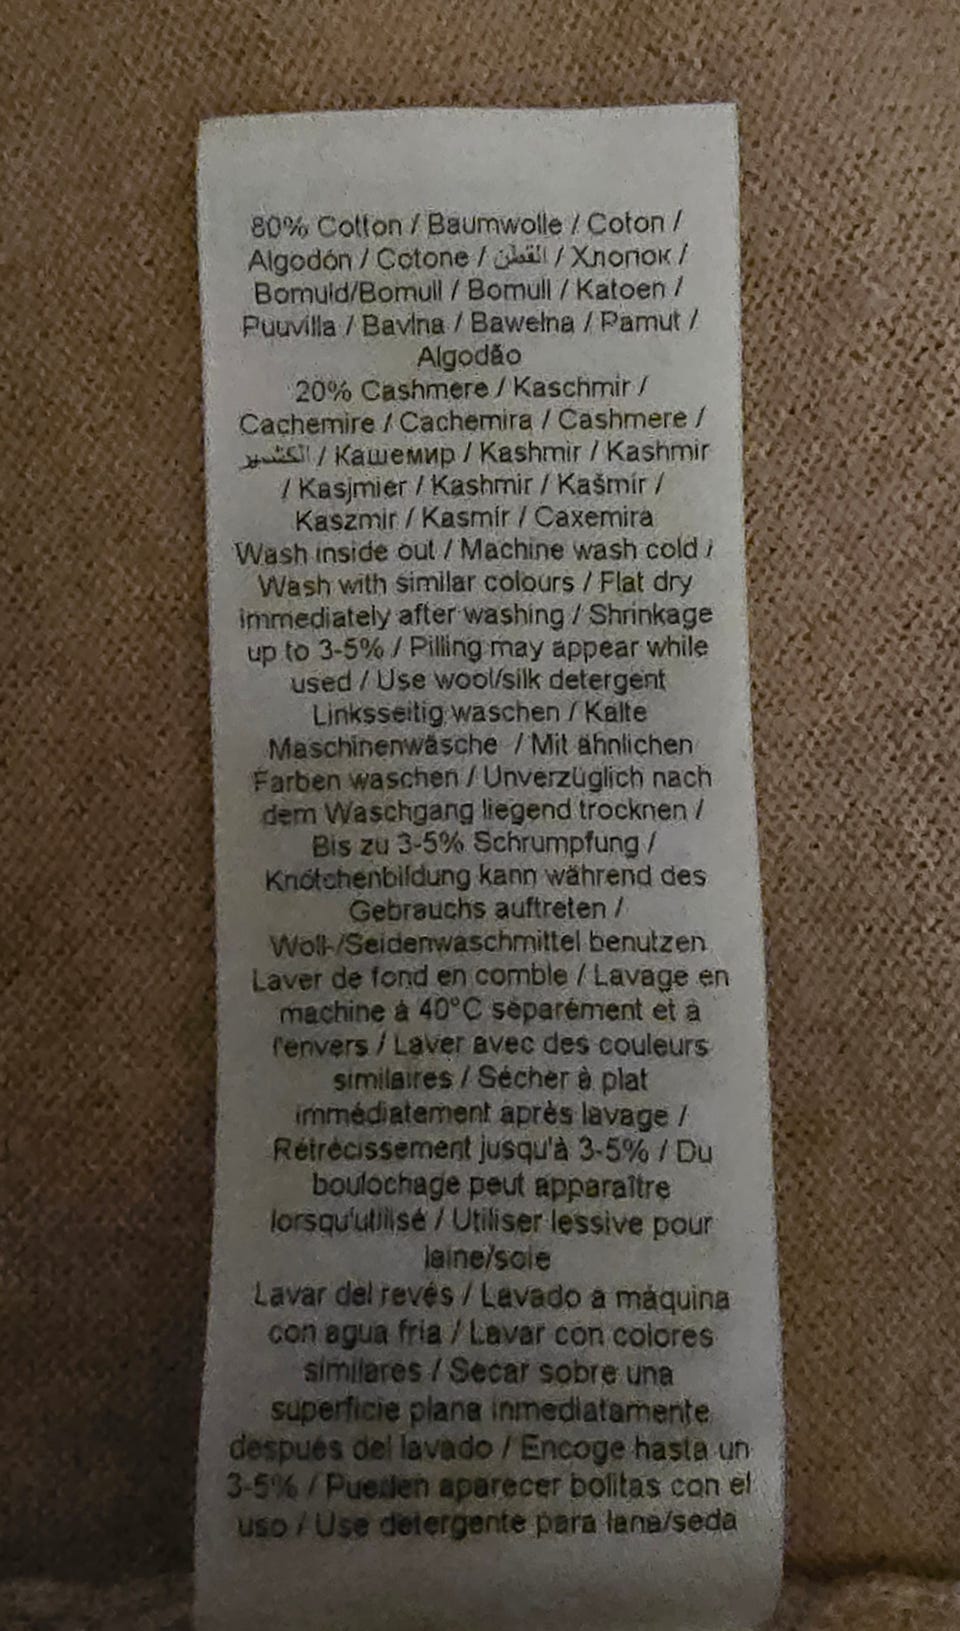 80% Cotton / Baumwolle / Coton /
Algodón / Cotone / القطن / Хлопок /
Bomuld/Bomull / Bomull / Katoen /
Puuvilla / Bavlna / Bawełna / Pamut /
Algodão
20% Cashmere / Kaschmir /
Cachemire / Cachemira / Cashmere /
الكشمير / Кашемир / Kashmir / Kashmir
/ Kasjmier / Kashmir / Kašmír /
Kaszmir / Kasmír / Caxemira
Wash inside out / Machine wash cold /
Wash with similar colours / Flat dry
immediately after washing / Shrinkage
up to 3-5% / Pilling may appear while
used / Use wool/silk detergent
Linksseitig waschen / Kalte
Maschinenwäsche / Mit ähnlichen
Farben waschen / Unverzüglich nach
dem Waschgang liegend trocknen /
Bis zu 3-5% Schrumpfung /
Knötchenbildung kann während des
Gebrauchs auftreten /
Woll-/Seidenwaschmittel benutzen
Laver de fond en comble / Lavage en
machine à 40°C séparément et à
l'envers / Laver avec des couleurs
similaires / Sécher à plat
immédiatement après lavage /
Rétrécissement jusqu'à 3-5% / Du
boulochage peut apparaître
lorsqu'utilisé / Utiliser lessive pour
laine/soie
Lavar del revés / Lavado a máquina
con agua fría / Lavar con colores
similares / Secar sobre una
superficie plana inmediatamente
después del lavado / Encoge hasta un
3-5% / Pueden aparecer bolitas con el
uso / Use detergente para lana/seda